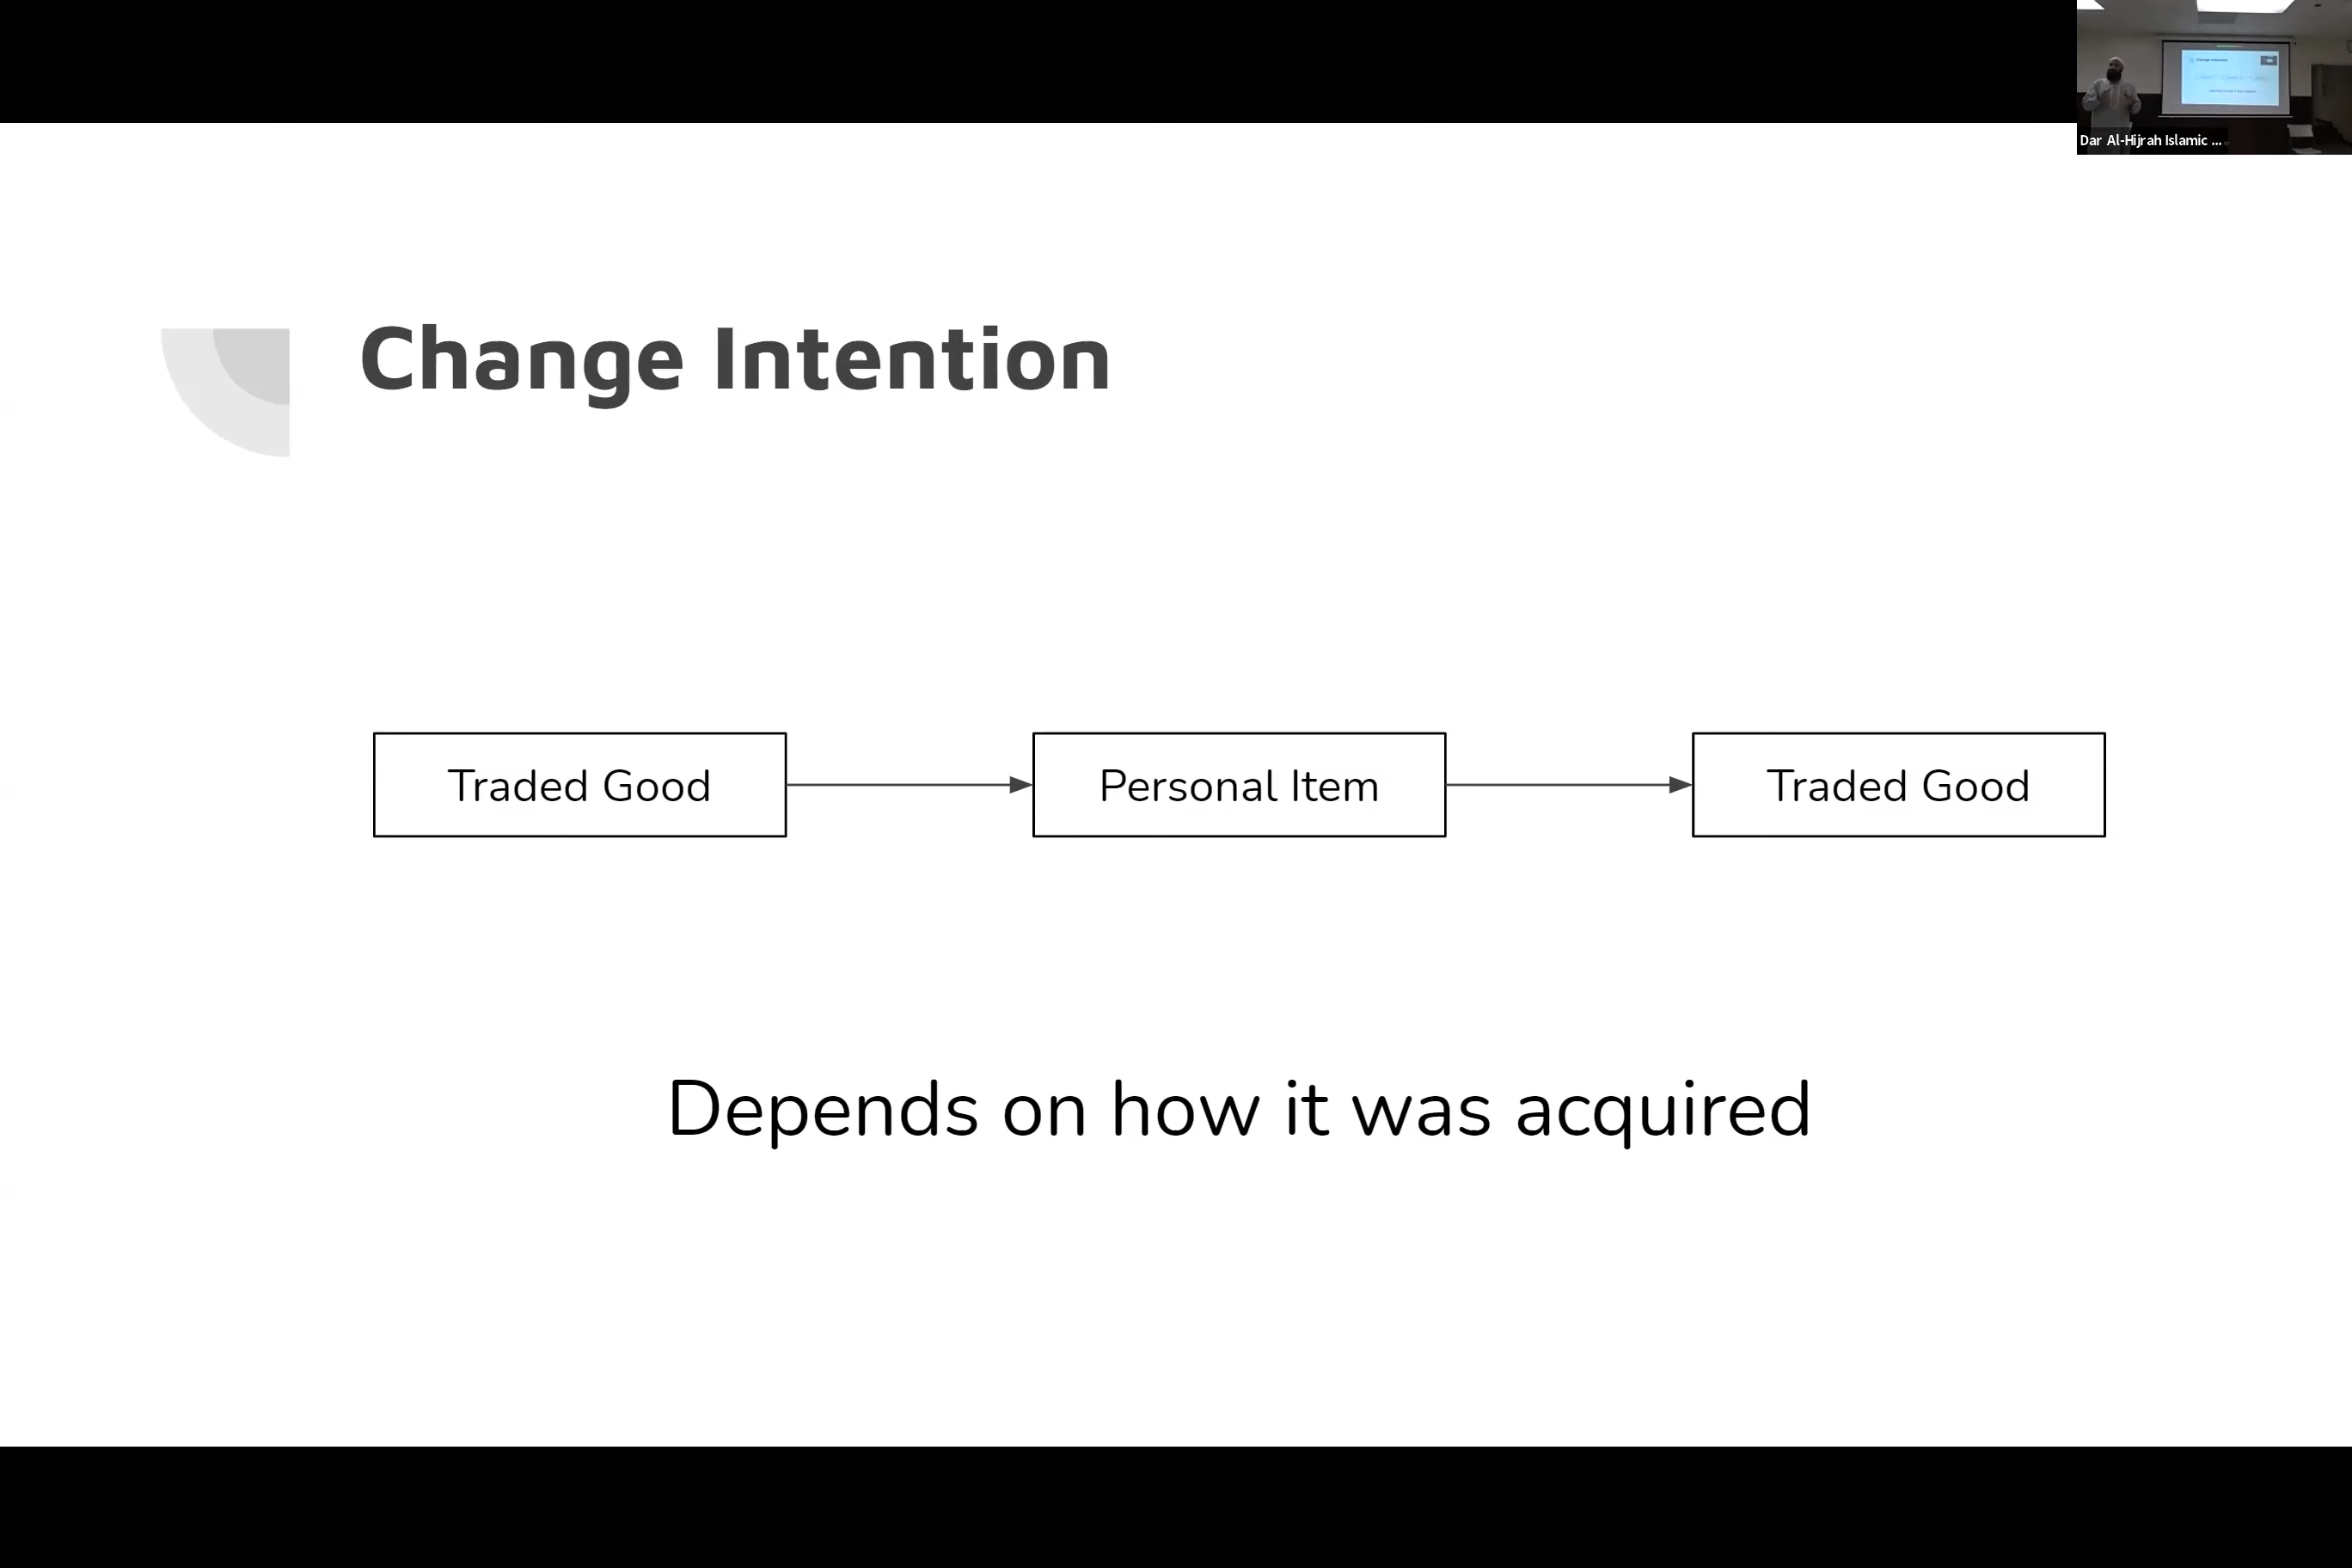 Dar Al-Hijrah Islamic ...
Change Intention
Traded Good
Personal Item
Traded Good
Depends on how it was acquired